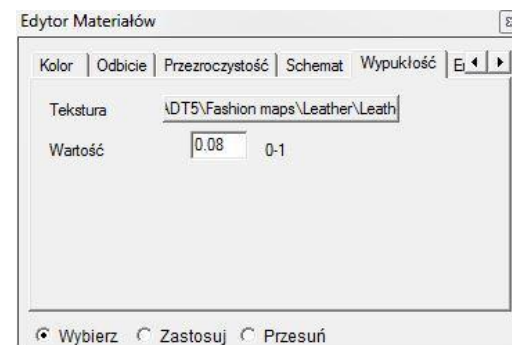 Edytor Materiałów
Kolor Odbicie Przezroczystość Schemat Wypukłość
Tekstura \DT5\Fashion maps\Leather\Leath
Wartość 0.08 0-1
Wybierz Zastosuj Przesuń